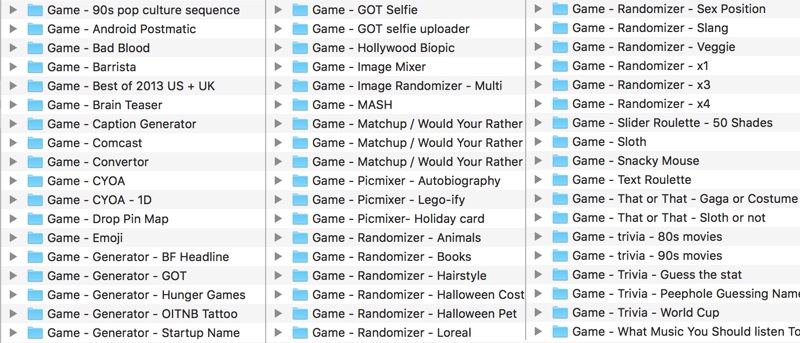 Game - 90s pop culture sequence
Game - Android Postmatic
Game - Bad Blood
Game - Barrista
Game - Best of 2013 US + UK
Game - Brain Teaser
Game - Caption Generator
Game - Comcast
Game - Convertor
Game - CYOA
Game - CYOA - 1D
Game - Drop Pin Map
Game - Emoji
Game - Generator - BF Headline
Game - Generator - GOT
Game - Generator - Hunger Games
Game - Generator - OITNB Tattoo
Game - Generator - Startup Name
Game - GOT Selfie
Game - GOT selfie uploader
Game - Hollywood Biopic
Game - Image Mixer
Game - Image Randomizer - Multi
Game - MASH
Game - Matchup / Would Your Rather
Game - Matchup / Would Your Rather
Game - Matchup / Would Your Rather
Game - Picmixer - Autobiography
Game - Picmixer - Lego-ify
Game - Picmixer- Holiday card
Game - Randomizer - Animals
Game - Randomizer - Books
Game - Randomizer - Hairstyle
Game - Randomizer - Halloween Cost
Game - Randomizer - Halloween Pet
Game - Randomizer - Loreal
Game - Randomizer - Sex Position
Game - Randomizer - Slang
Game - Randomizer - Veggie
Game - Randomizer - x1
Game - Randomizer - x3
Game - Randomizer - x4
Game - Slider Roulette - 50 Shades
Game - Sloth
Game - Snacky Mouse
Game - Text Roulette
Game - That or That - Gaga or Costume
Game - That or That - Sloth or not
Game - trivia - 80s movies
Game - trivia - 90s movies
Game - Trivia - Guess the stat
Game - Trivia - Peephole Guessing Name
Game - Trivia - World Cup
Game - What Music You Should listen To